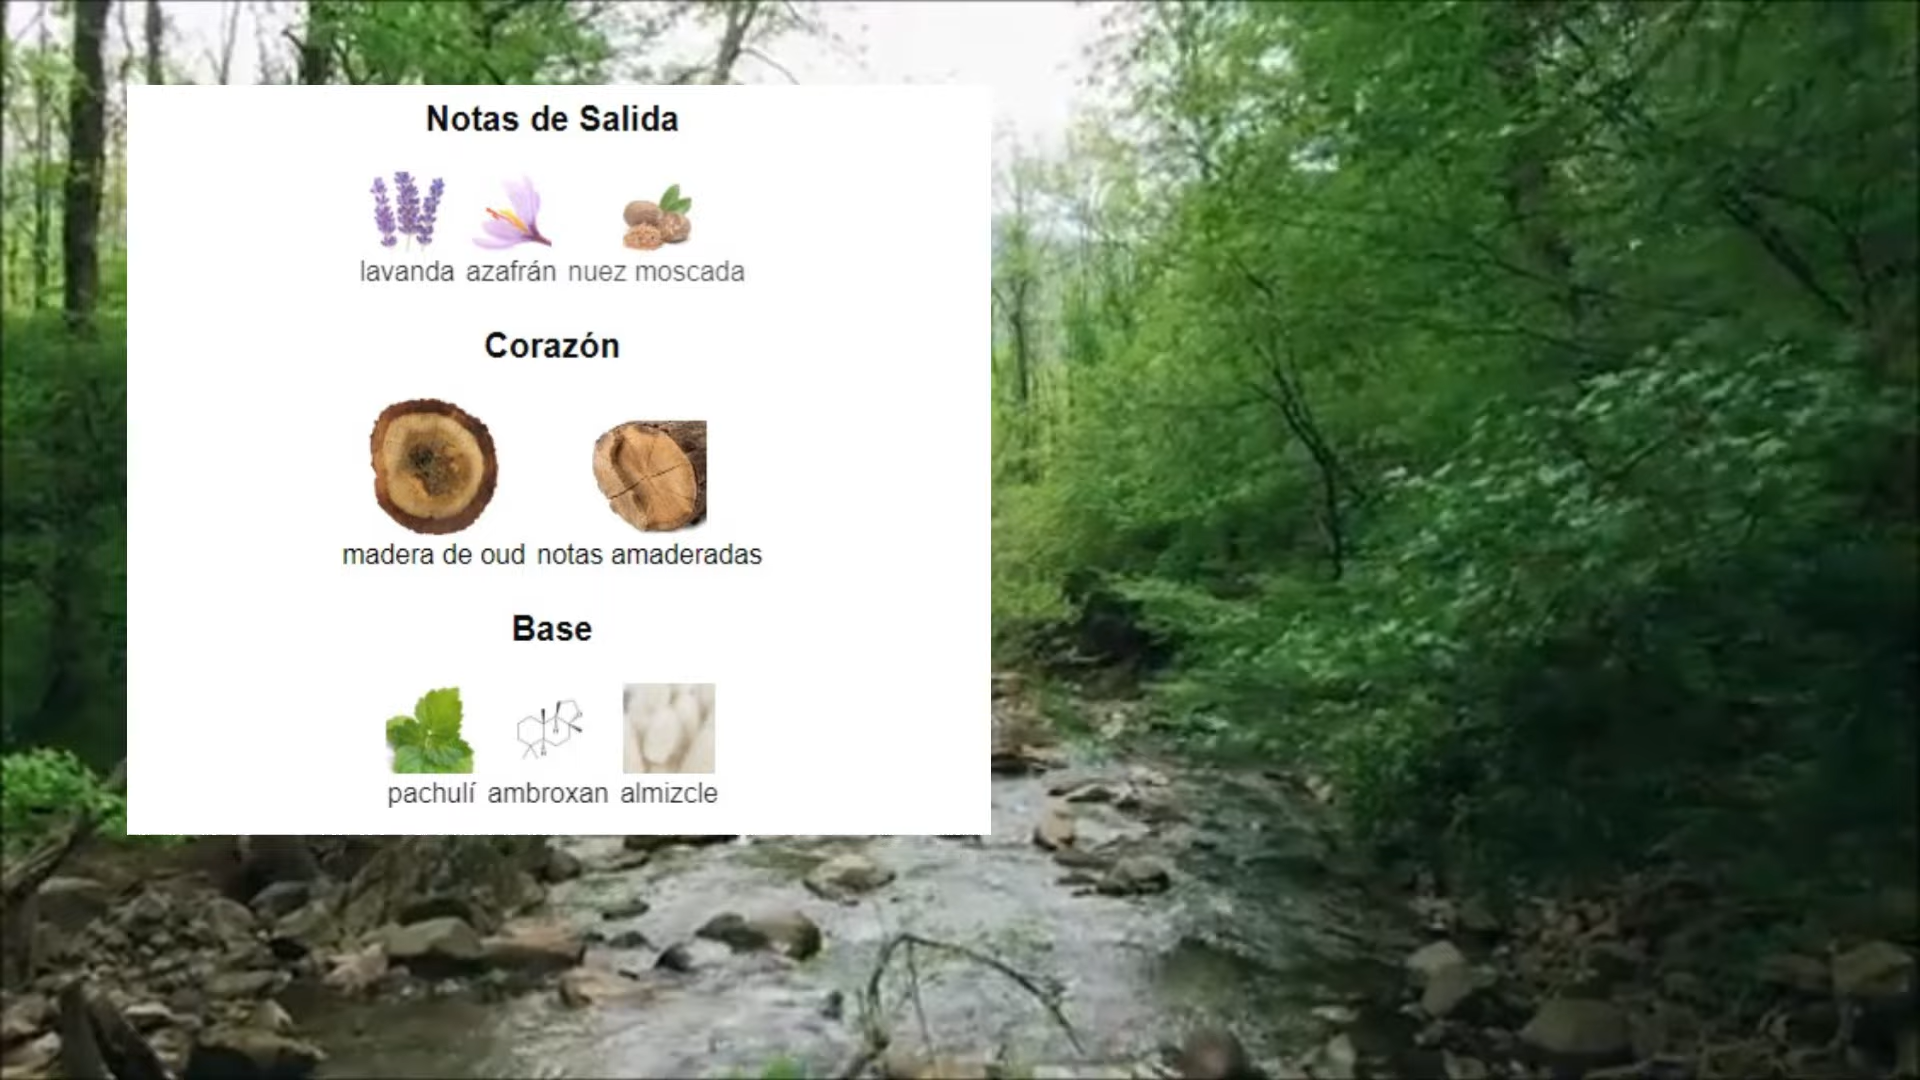 Notas de Salida
lavanda azafrán nuez moscada
Corazón
madera de oud notas amaderadas
Base
pachulí ambroxan almizcle